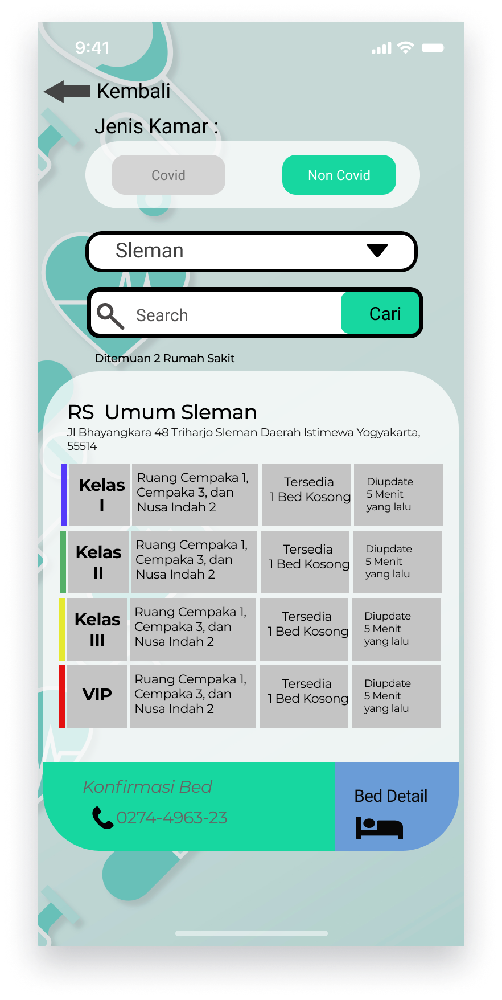 9:41
Kembali
Jenis Kamar :
Covid
Non Covid
Sleman
Search
Cari
Ditemuan 2 Rumah Sakit
RS  Umum Sleman
Jl Bhayangkara 48 Triharjo Sleman Daerah Istimewa Yogyakarta,
55514
Kelas
I
Ruang Cempaka 1,
Cempaka 3, dan
Nusa Indah 2
Tersedia
1 Bed Kosong
Diupdate
5 Menit
yang lalu
Kelas
II
Ruang Cempaka 1,
Cempaka 3, dan
Nusa Indah 2
Tersedia
1 Bed Kosong
Diupdate
5 Menit
yang lalu
Kelas
III
Ruang Cempaka 1,
Cempaka 3, dan
Nusa Indah 2
Tersedia
1 Bed Kosong
Diupdate
5 Menit
yang lalu
VIP
Ruang Cempaka 1,
Cempaka 3, dan
Nusa Indah 2
Tersedia
1 Bed Kosong
Diupdate
5 Menit
yang lalu
Konfirmasi Bed
0274-4963-23
Bed Detail